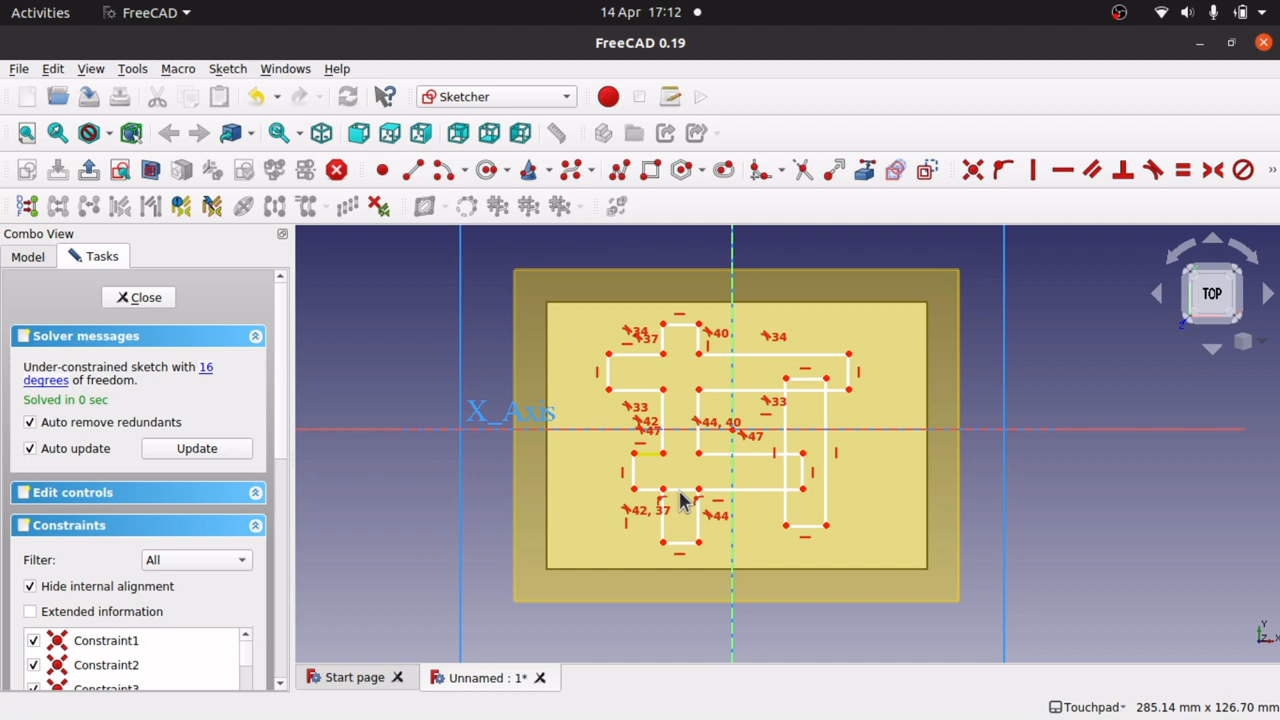 Activities
FreeCAD
14 Apr 17:12
FreeCAD 0.19
File Edit View Tools Macro Sketch Windows Help
Sketcher
Combo View
Model Tasks
Close
Solver messages
Under-constrained sketch with 16
degrees of freedom.
Solved in 0 sec
Auto remove redundants
Auto update Update
Edit controls
Constraints
Filter: All
Hide internal alignment
Extended information
Constraint1
Constraint2
Constraint3
X_Axis
34
37
40
34
33
33
42
47
44, 40
47
42, 37
44
TOP
Z
Y
Z
X
Start page
Unnamed : 1*
Touchpad 285.14 mm x 126.70 mm